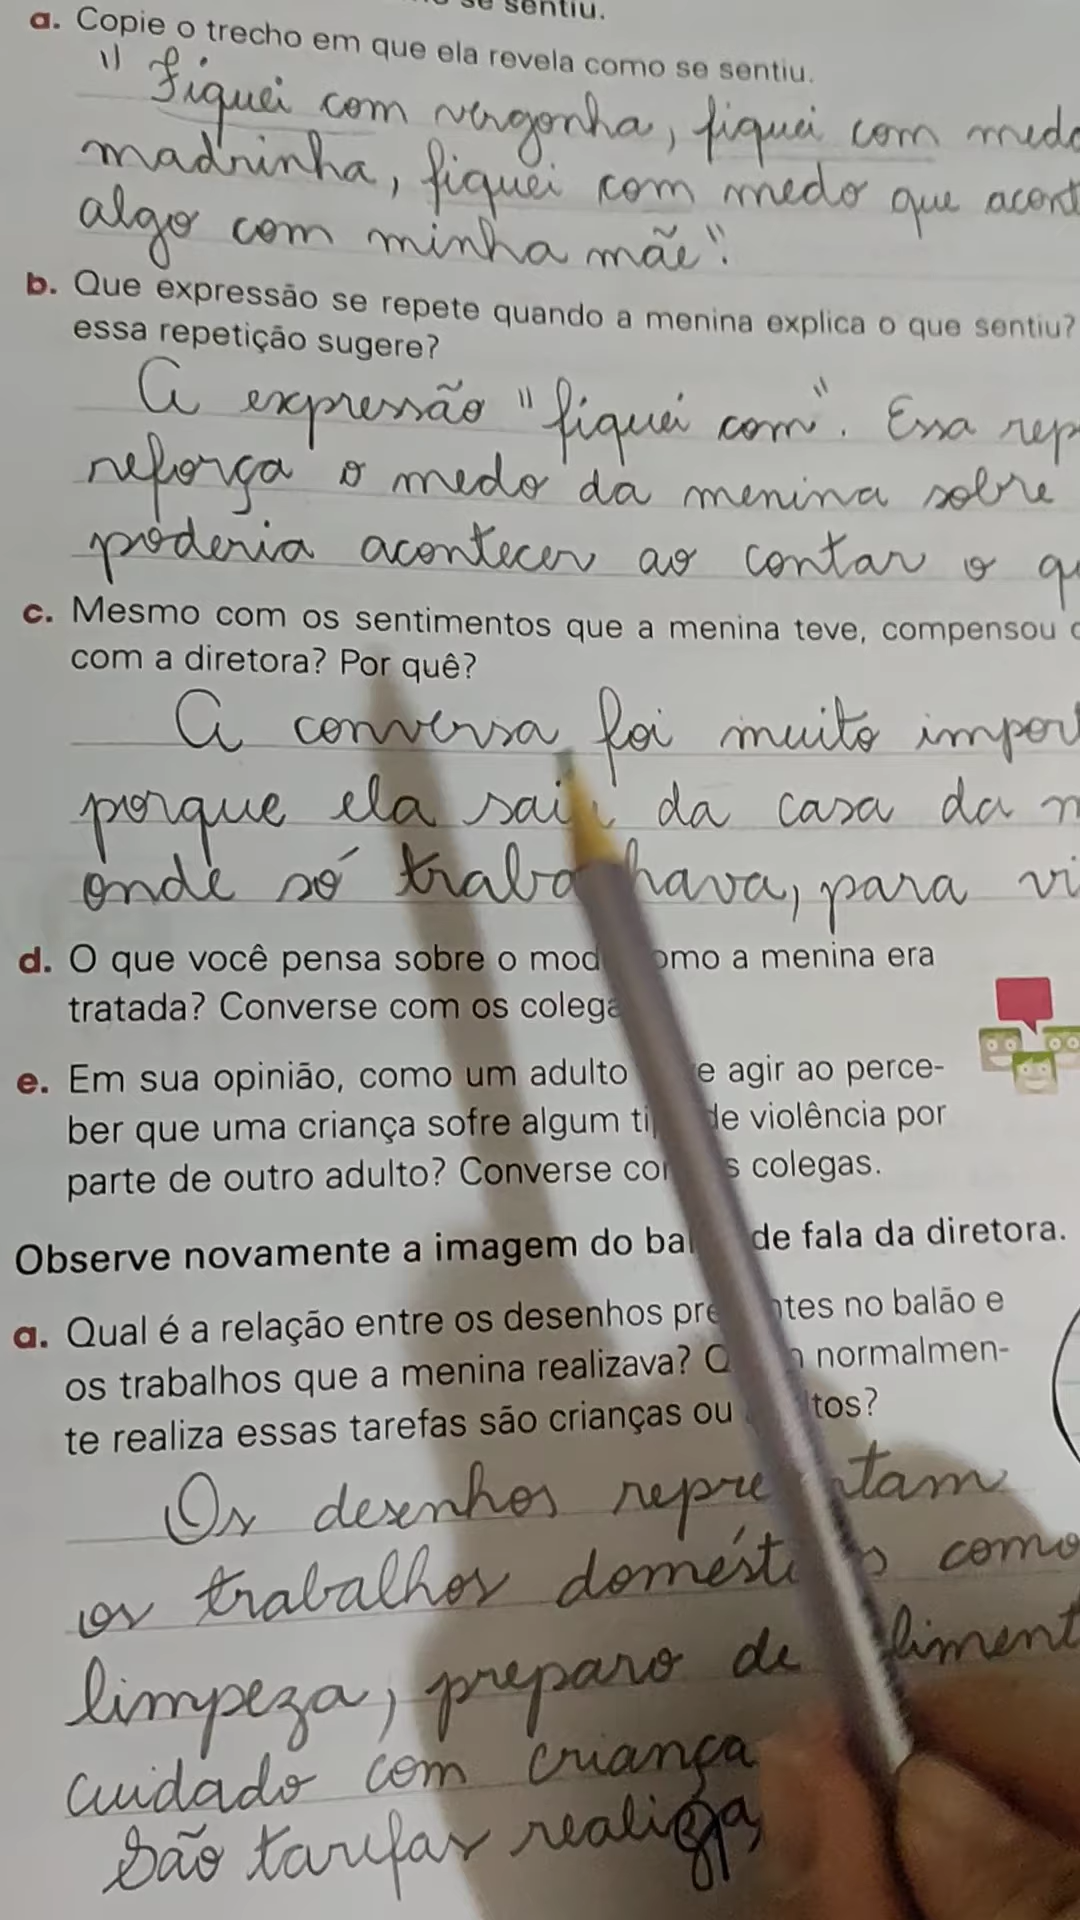 se sentiu.
a. Copie o trecho em que ela revela como se sentiu.
" Fiquei com vergonha, fiquei com medo
madrinha, fiquei com medo que acont
algo com minha mãe".
b. Que expressão se repete quando a menina explica o que sentiu?
essa repetição sugere?
A expressão "fiquei com". Essa rep
reforça o medo da menina sobre
poderia acontecer ao contar o q
c. Mesmo com os sentimentos que a menina teve, compensou
com a diretora? Por quê?
A conversa foi muito impor
porque ela sai da casa da
onde só traba hava, para vi
d. O que você pensa sobre o mod omo a menina era
tratada? Converse com os colega
e. Em sua opinião, como um adulto e agir ao perce-
ber que uma criança sofre algum ti de violência por
parte de outro adulto? Converse co s colegas.
Observe novamente a imagem do ba de fala da diretora.
a. Qual é a relação entre os desenhos pre ntes no balão e
os trabalhos que a menina realizava? Q normalmen-
te realiza essas tarefas são crianças ou tos?
Os desenhos repre ntam
os trabalhos domésti s como
limpeza, preparo de liment
cuidado com criança
São tarefas realiza